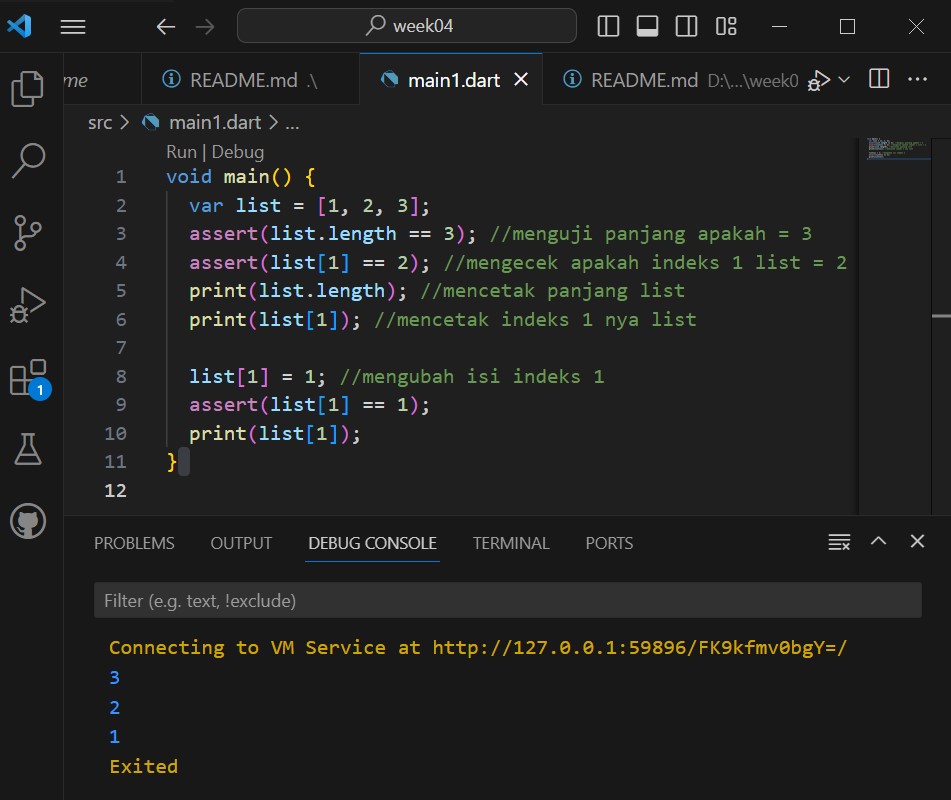 week04
me
README.md .\
main1.dart
README.md D:\...\week0
src > main1.dart > ...
Run | Debug
1 void main() {
2 var list = [1, 2, 3];
3 assert(list.length == 3); //menguji panjang apakah = 3
4 assert(list[1] == 2); //mengecek apakah indeks 1 list = 2
5 print(list.length); //mencetak panjang list
6 print(list[1]); //mencetak indeks 1 nya list
7
8 list[1] = 1; //mengubah isi indeks 1
9 assert(list[1] == 1);
10 print(list[1]);
11 }
12
1
PROBLEMS OUTPUT DEBUG CONSOLE TERMINAL PORTS
Filter (e.g. text, !exclude)
Connecting to VM Service at http://127.0.0.1:59896/FK9kfmv0bgY=/
3
2
1
Exited